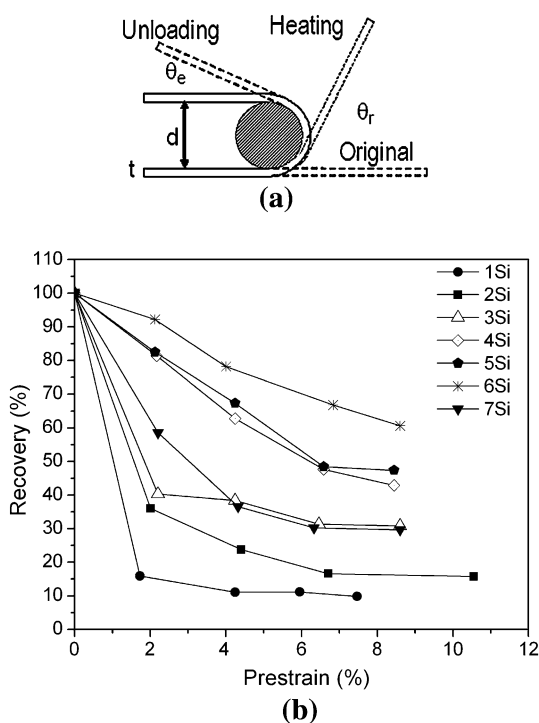 Unloading
Heating
θe
θr
d
Original
t
(a)
110
100
90
80
70
60
50
40
30
20
10
0
Recovery (%)
1Si
2Si
3Si
4Si
5Si
6Si
7Si
0 2 4 6 8 10 12
Prestrain (%)
(b)